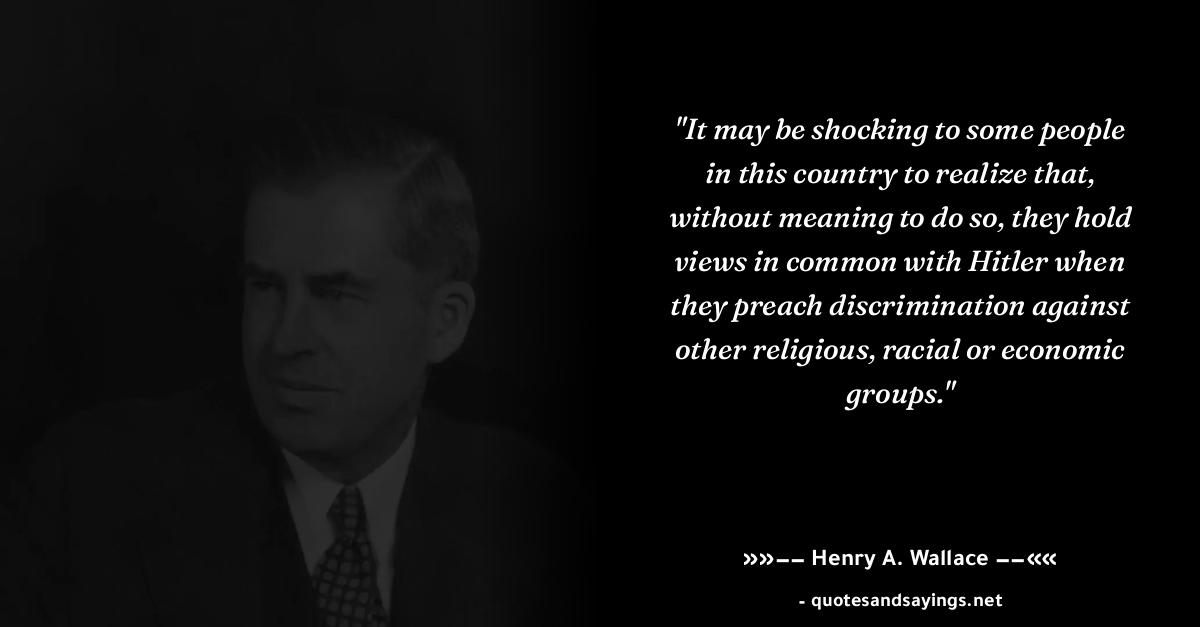 "It may be shocking to some people
in this country to realize that,
without meaning to do so, they hold
views in common with Hitler when
they preach discrimination against
other religious, racial or economic
groups."
»»−− Henry A. Wallace −−««
- quotesandsayings.net